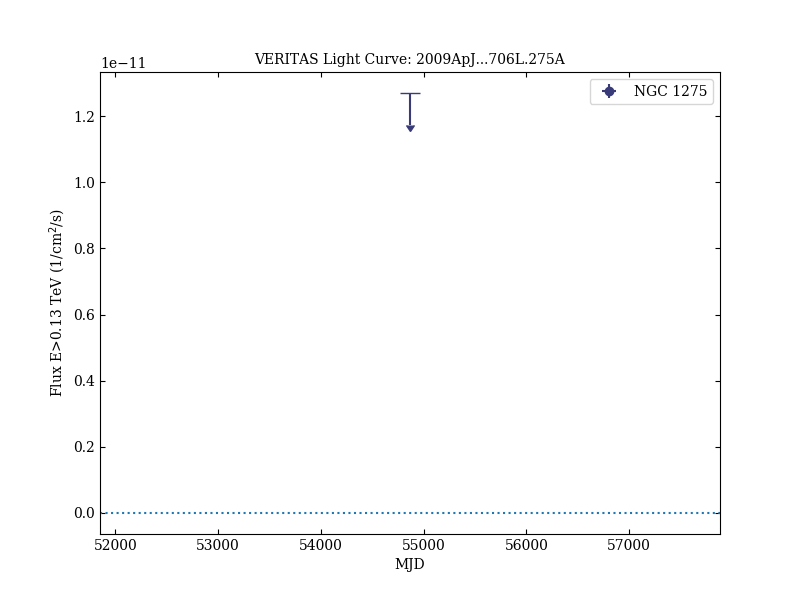 VERITAS Light Curve: 2009ApJ...706L.275A
1e−11
NGC 1275
1.2
1.0
0.8
0.6
0.4
0.2
0.0
Flux E>0.13 TeV (1/cm²/s)
52000 53000 54000 55000 56000 57000
MJD